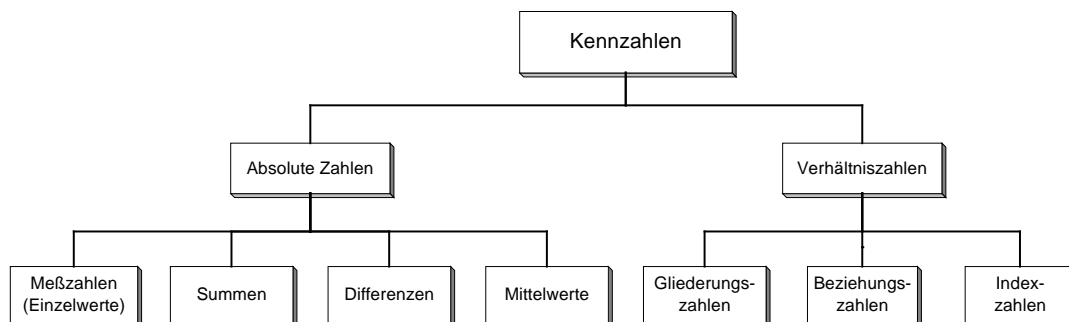 Kennzahlen
Absolute Zahlen
Verhältniszahlen
Meßzahlen
(Einzelwerte)
Summen
Differenzen
Mittelwerte
Gliederungs-
zahlen
Beziehungs-
zahlen
Index-
zahlen